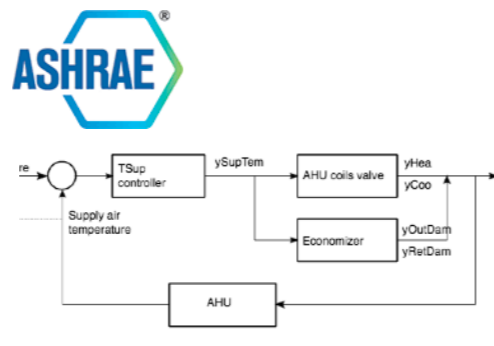 ®
ASHRAE
re
TSup
controller
ySupTem
AHU coils valve
yHea
yCoo
Supply air
temperature
Economizer
yOutDam
yRetDam
AHU